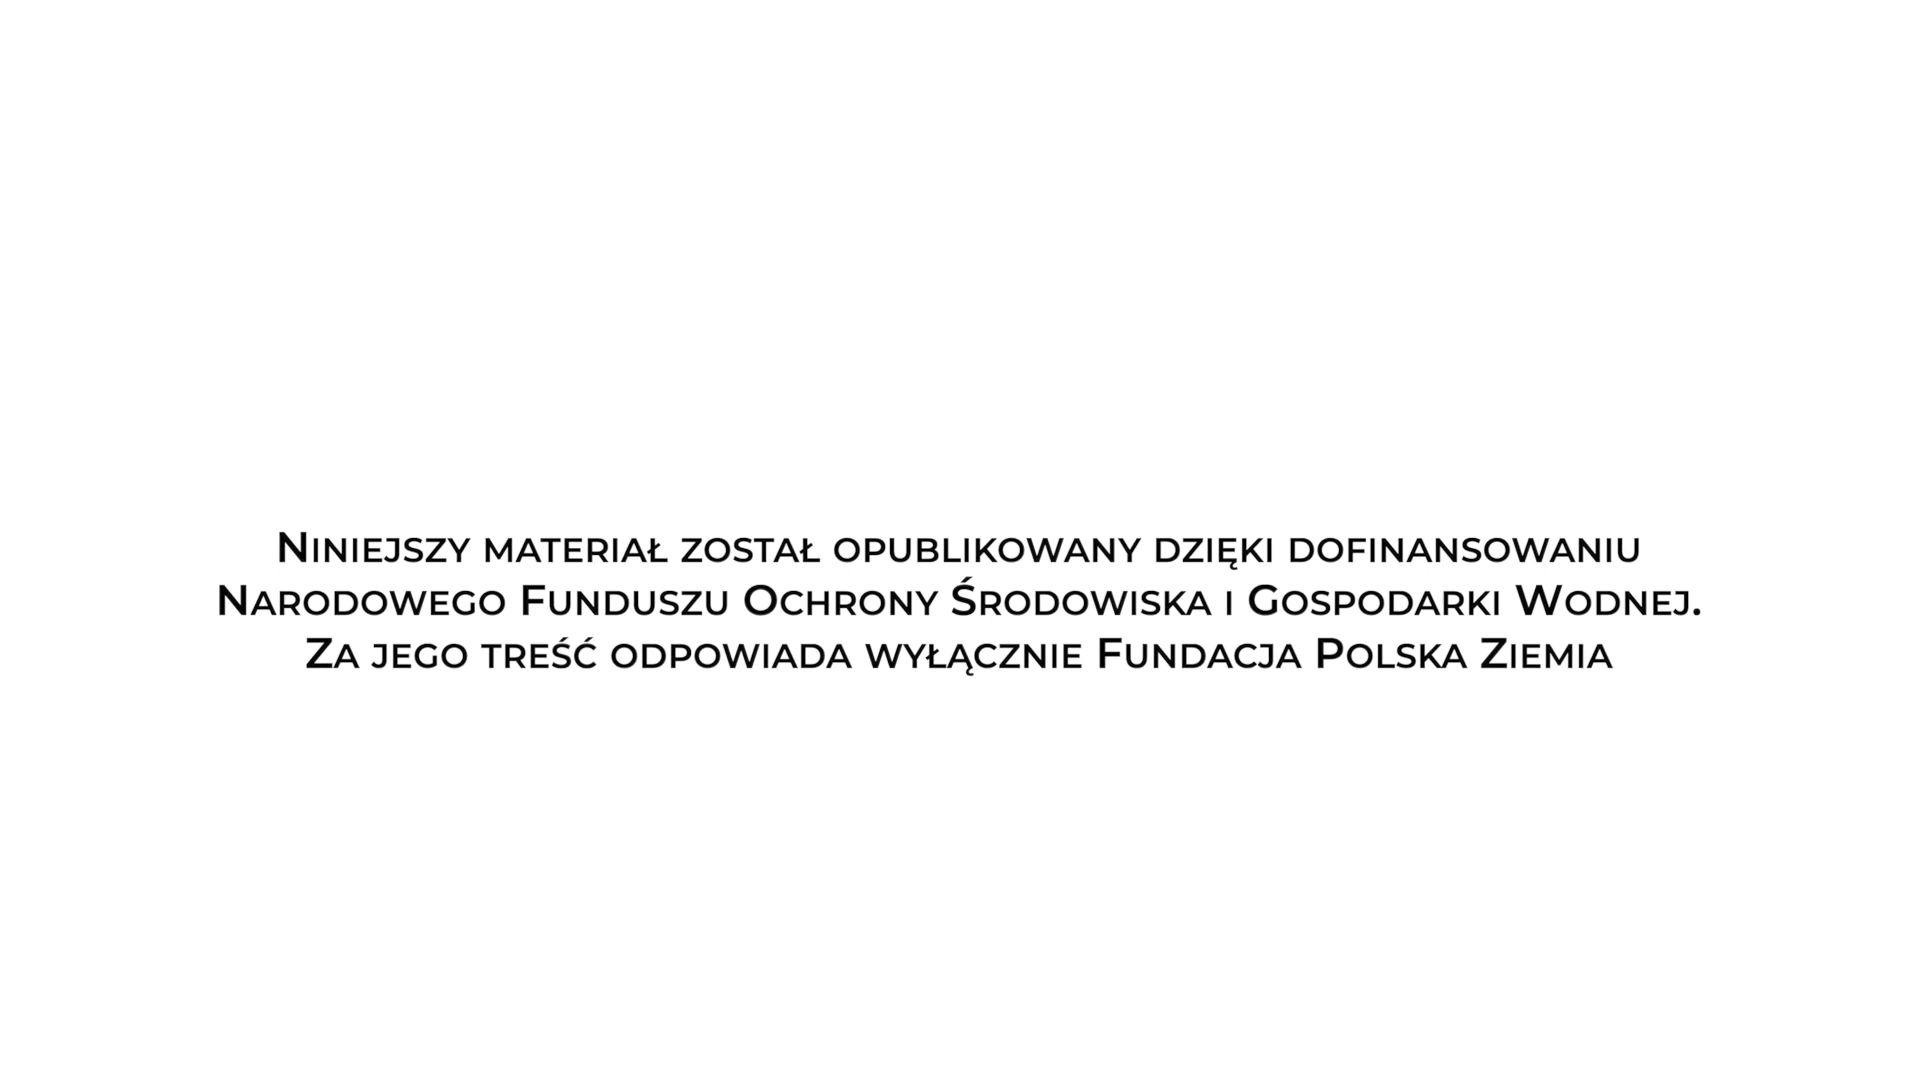 Niniejszy materiał został opublikowany dzięki dofinansowaniu
Narodowego Funduszu Ochrony Środowiska i Gospodarki Wodnej.
Za jego treść odpowiada wyłącznie Fundacja Polska Ziemia